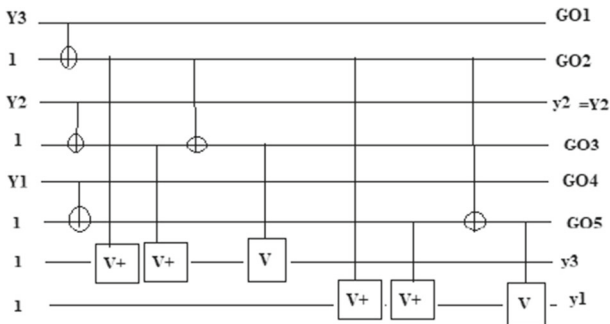 Y3 GO1
1 GO2
Y2 y2 =Y2
1 GO3
Y1 GO4
1 GO5
1 V+ V+ V y3
1 V+ V+ V y1